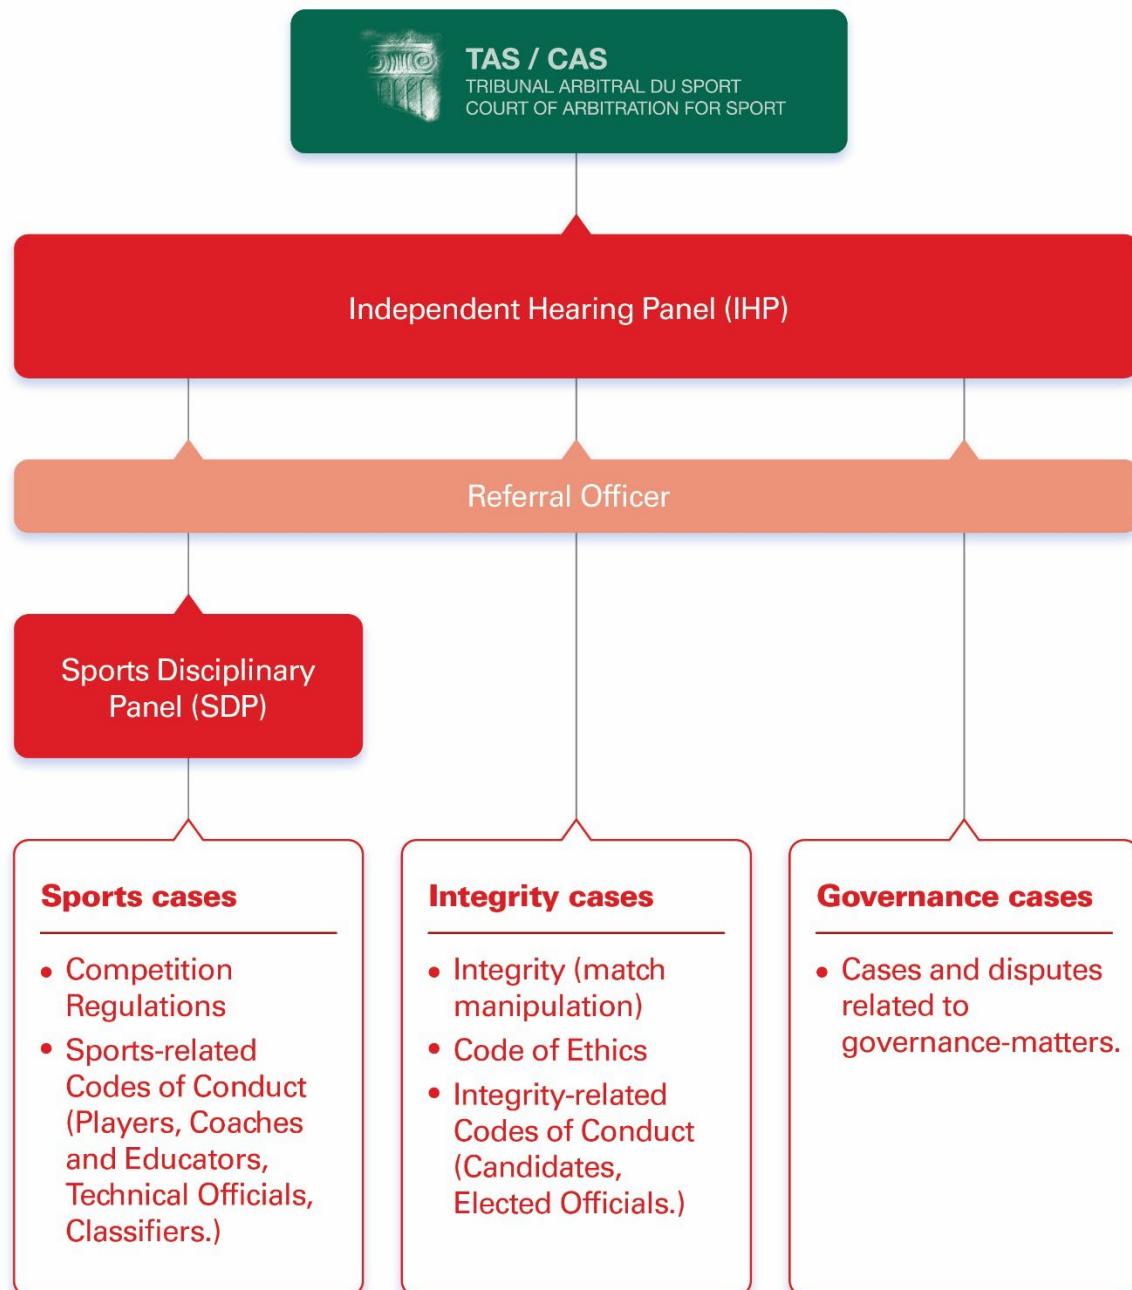 TAS / CAS
TRIBUNAL ARBITRAL DU SPORT
COURT OF ARBITRATION FOR SPORT
Independent Hearing Panel (IHP)
Referral Officer
Sports Disciplinary
Panel (SDP)
Sports cases
• Competition
Regulations
• Sports-related
Codes of Conduct
(Players, Coaches
and Educators,
Technical Officials,
Classifiers.)
Integrity cases
• Integrity (match
manipulation)
• Code of Ethics
• Integrity-related
Codes of Conduct
(Candidates,
Elected Officials.)
Governance cases
• Cases and disputes
related to
governance-matters.